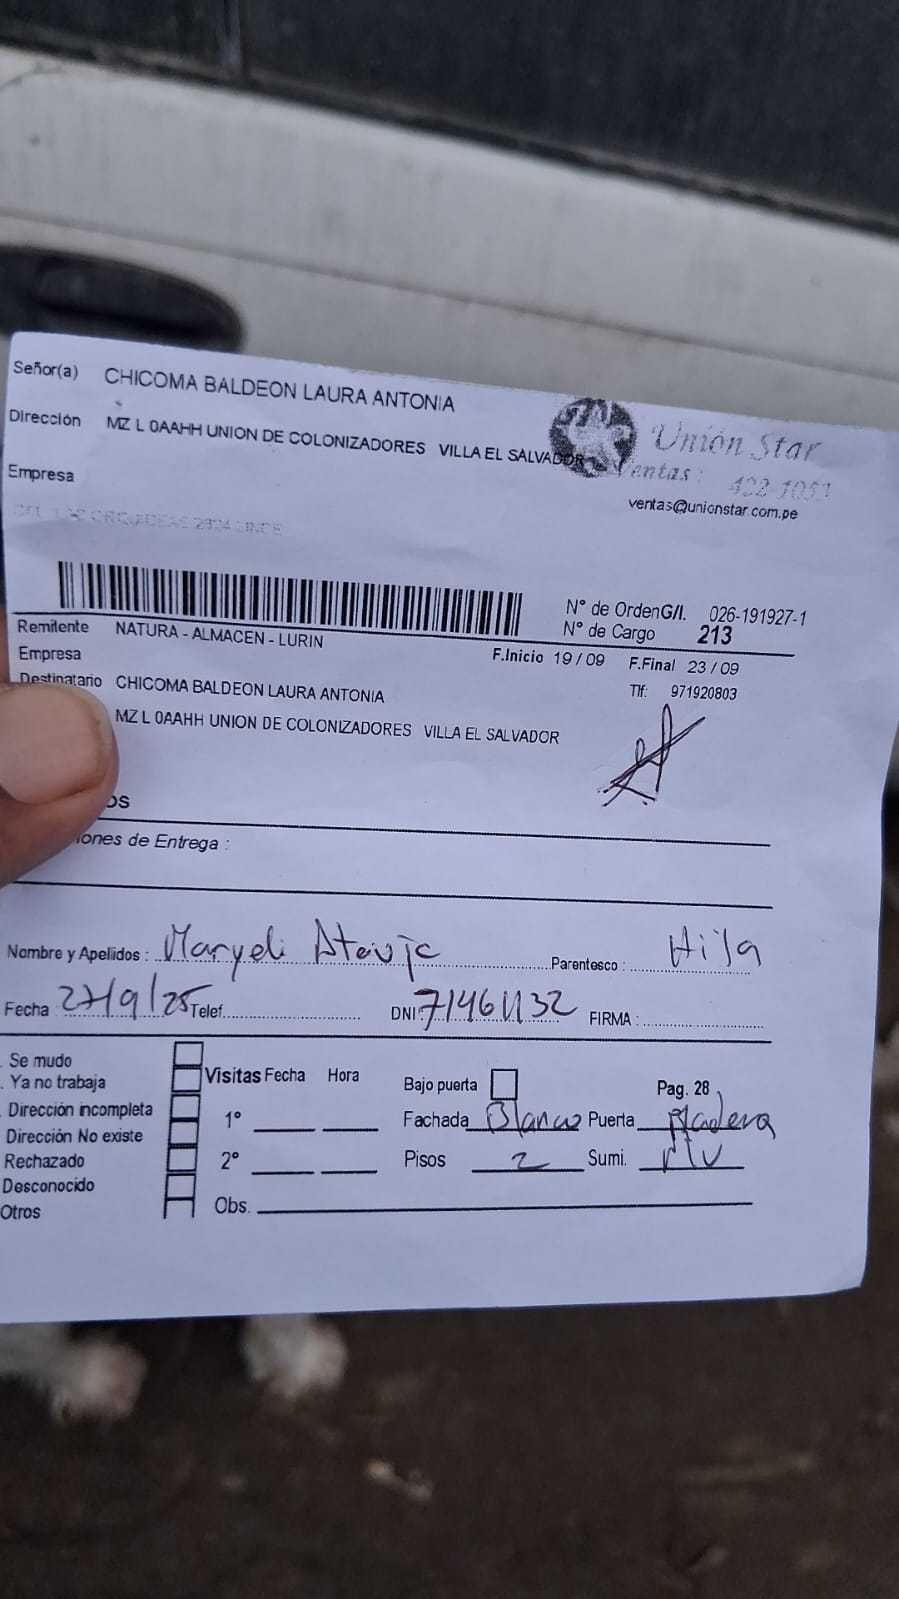 Señor(a) CHICOMA BALDEON LAURA ANTONIA
Dirección MZ L 0AAHH UNION DE COLONIZADORES VILLA EL SALVADOR
Unión Star
Ventas: 422-1053
ventas@unionstar.com.pe
Empresa
N° de OrdenG/I. 026-191927-1
N° de Cargo 213
Remitente NATURA - ALMACEN - LURIN
F.Inicio 19 / 09 F.Final 23 / 09
Empresa
Tlf: 971920803
Destinatario CHICOMA BALDEON LAURA ANTONIA
MZ L 0AAHH UNION DE COLONIZADORES VILLA EL SALVADOR
os
iones de Entrega :
Nombre y Apellidos : Maryeli Parentesco : Hija
Fecha 27/9/25 Telef. DNI: 71461132 FIRMA :
Se mudo
Ya no trabaja
Dirección incompleta
Dirección No existe
Rechazado
Desconocido
Otros
Visitas Fecha Hora
1°
2°
Obs.
Bajo puerta Pag. 28
Fachada Blanco Puerta Madera
Pisos 2 Sumi.